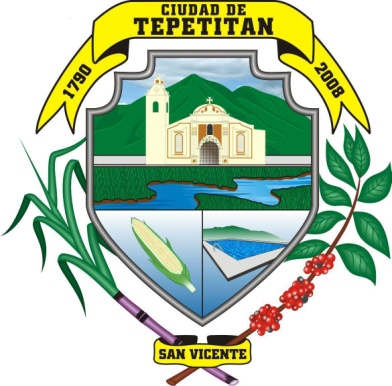 CIUDAD DE
TEPETITAN
1790
2008
SAN VICENTE